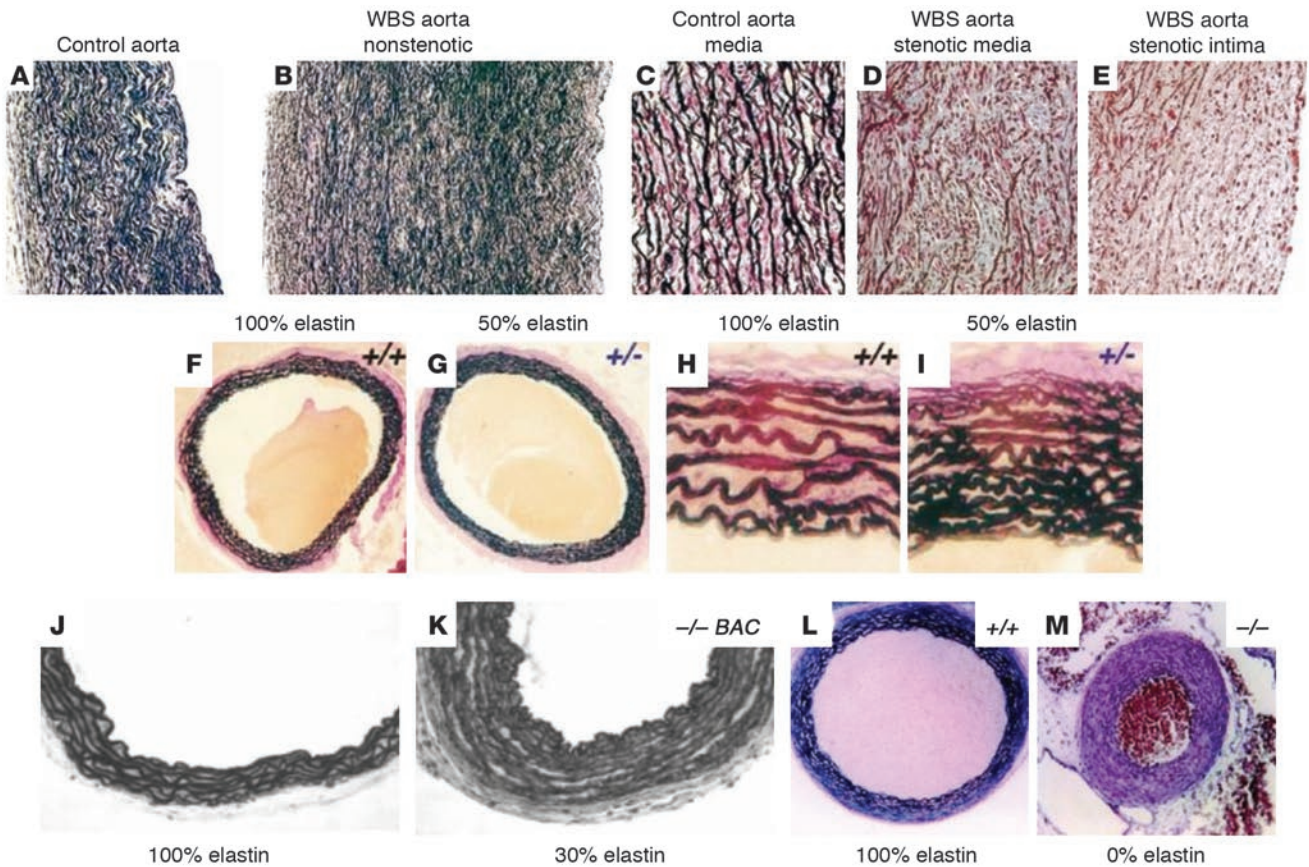 Control aorta
WBS aorta
nonstenotic
Control aorta
media
WBS aorta
stenotic media
WBS aorta
stenotic intima
A
B
C
D
E
100% elastin
50% elastin
100% elastin
50% elastin
F
+/+
G
+/-
H
+/+
I
+/-
J
K
–/– BAC
L
+/+
M
–/–
100% elastin
30% elastin
100% elastin
0% elastin